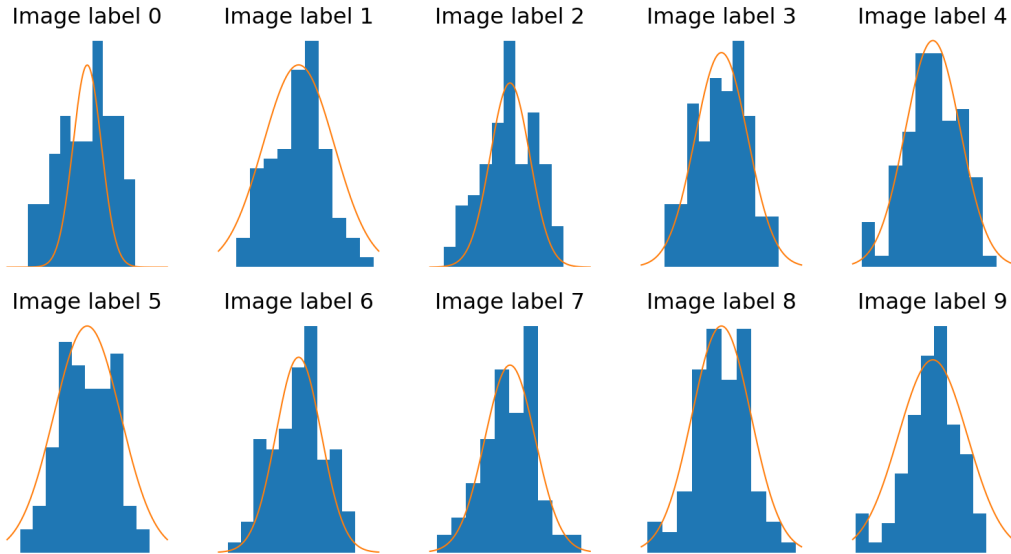 Image label 0
Image label 1
Image label 2
Image label 3
Image label 4
Image label 5
Image label 6
Image label 7
Image label 8
Image label 9